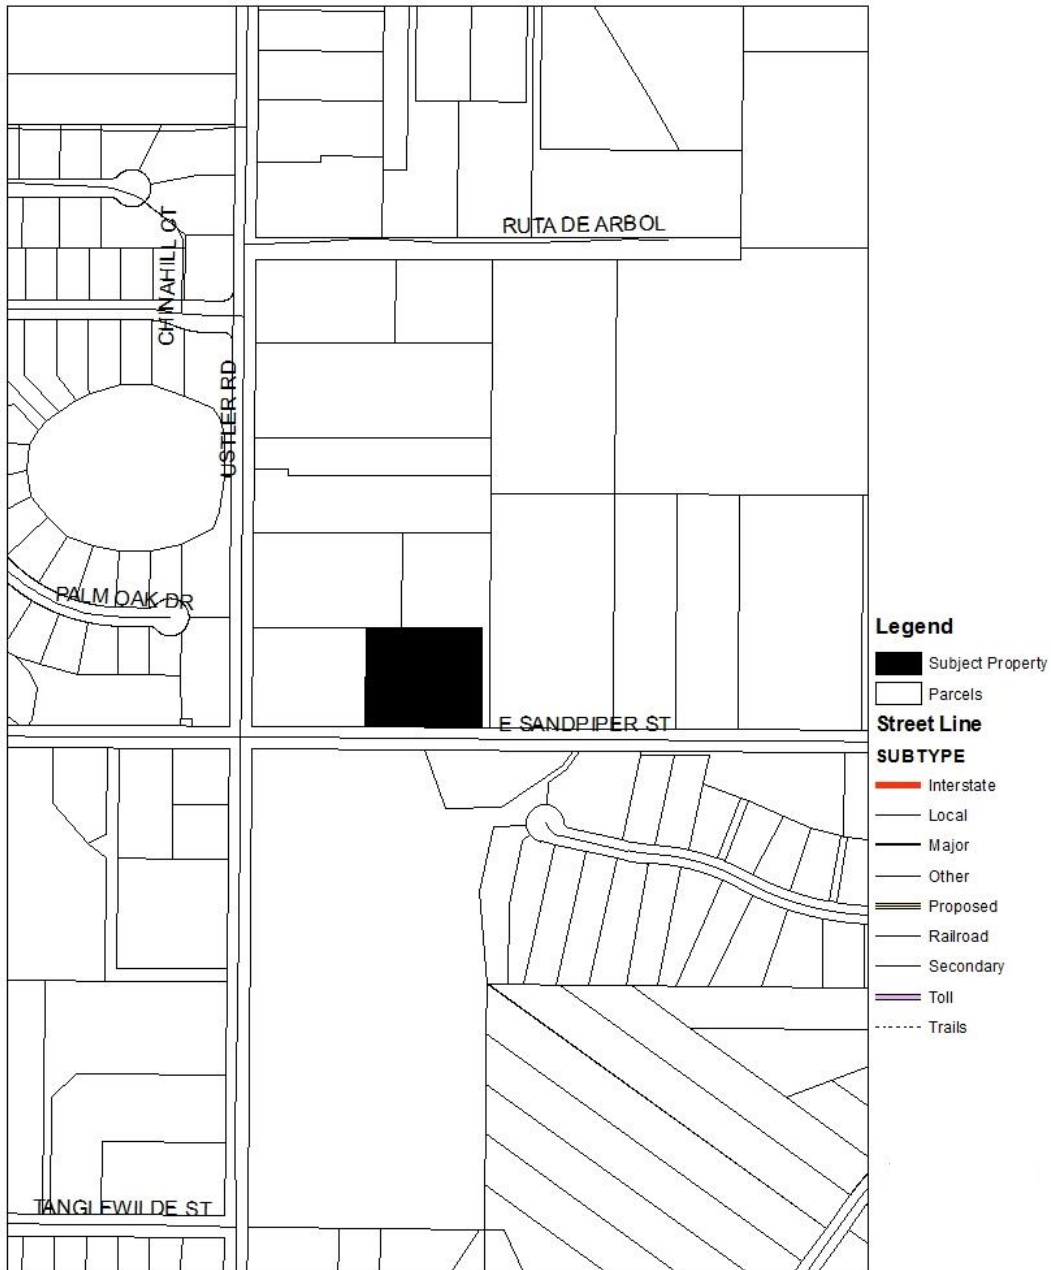 RUTA DE ARBOL
CHINAHILL CT
USTLER RD
PALM OAK DR
E SANDPIPER ST
TANGLEWILDE ST
Legend
Subject Property
Parcels
Street Line
SUBTYPE
Interstate
Local
Major
Other
Proposed
Railroad
Secondary
Toll
Trails